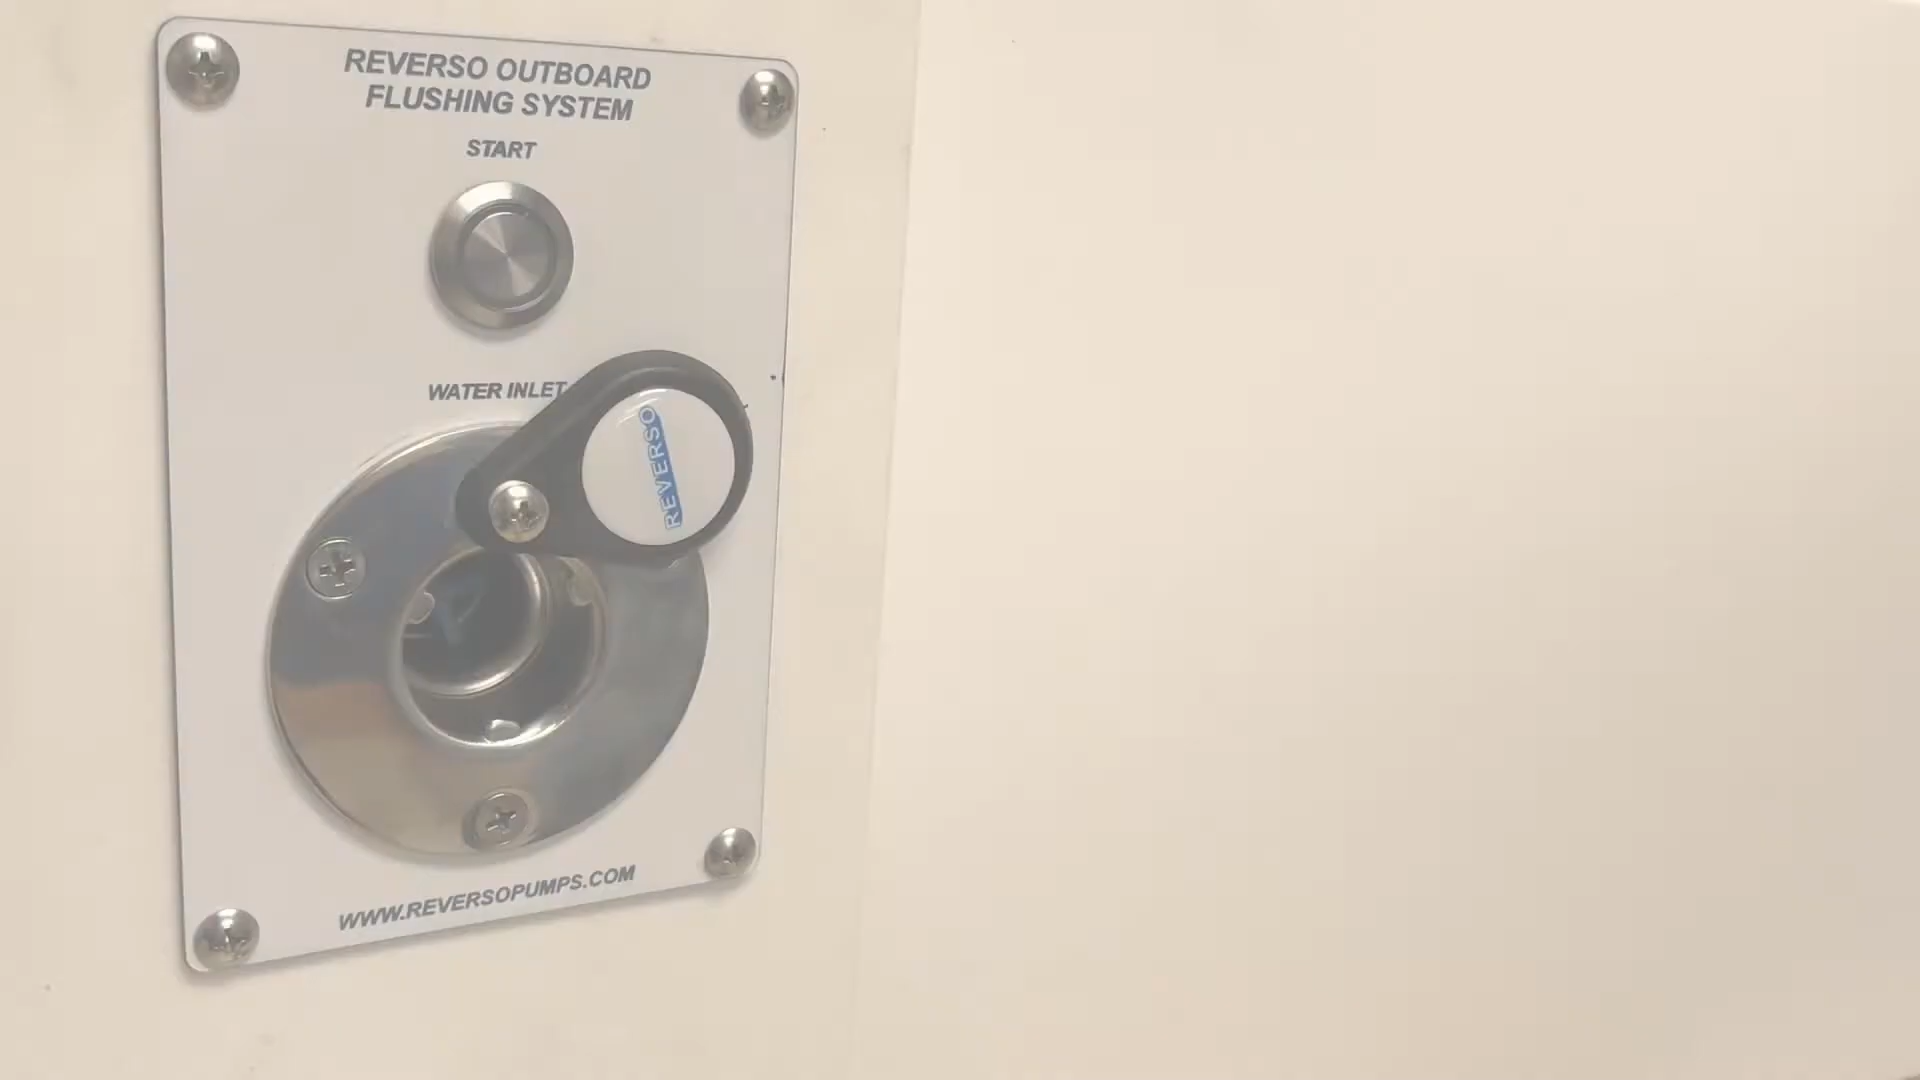 REVERSO OUTBOARD
FLUSHING SYSTEM
START
WATER INLET
REVERSO
WWW.REVERSOPUMPS.COM